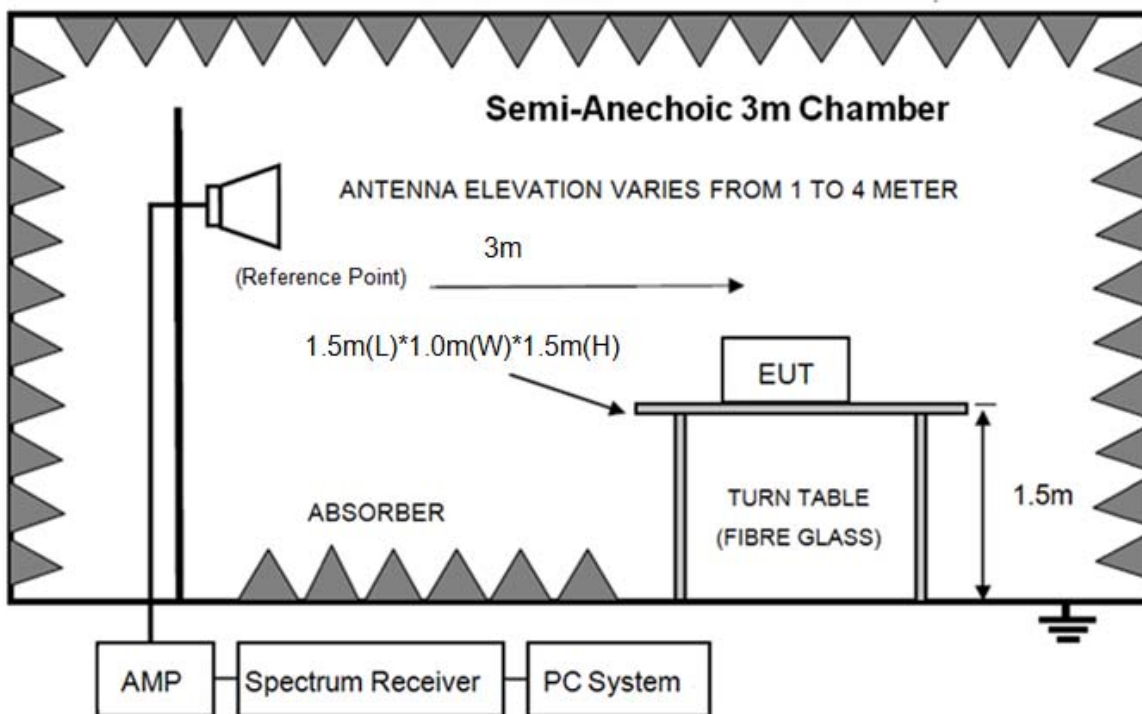 Semi-Anechoic 3m Chamber
ANTENNA ELEVATION VARIES FROM 1 TO 4 METER
3m
(Reference Point)
1.5m(L)*1.0m(W)*1.5m(H)
EUT
1.5m
TURN TABLE
(FIBRE GLASS)
ABSORBER
AMP
Spectrum Receiver
PC System